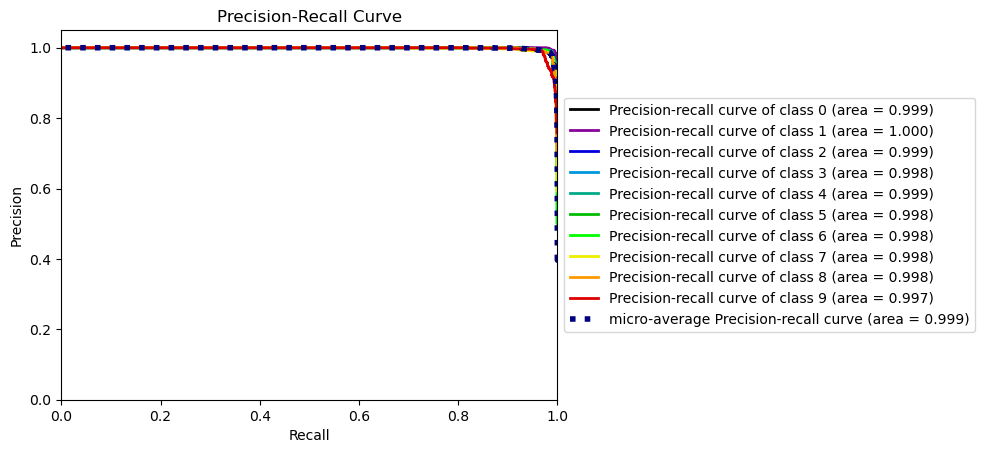 Precision-Recall Curve
1.0
0.8
0.6
0.4
0.2
0.0
Precision
0.0 0.2 0.4 0.6 0.8 1.0
Recall
Precision-recall curve of class 0 (area = 0.999)
Precision-recall curve of class 1 (area = 1.000)
Precision-recall curve of class 2 (area = 0.999)
Precision-recall curve of class 3 (area = 0.998)
Precision-recall curve of class 4 (area = 0.999)
Precision-recall curve of class 5 (area = 0.998)
Precision-recall curve of class 6 (area = 0.998)
Precision-recall curve of class 7 (area = 0.998)
Precision-recall curve of class 8 (area = 0.998)
Precision-recall curve of class 9 (area = 0.997)
micro-average Precision-recall curve (area = 0.999)